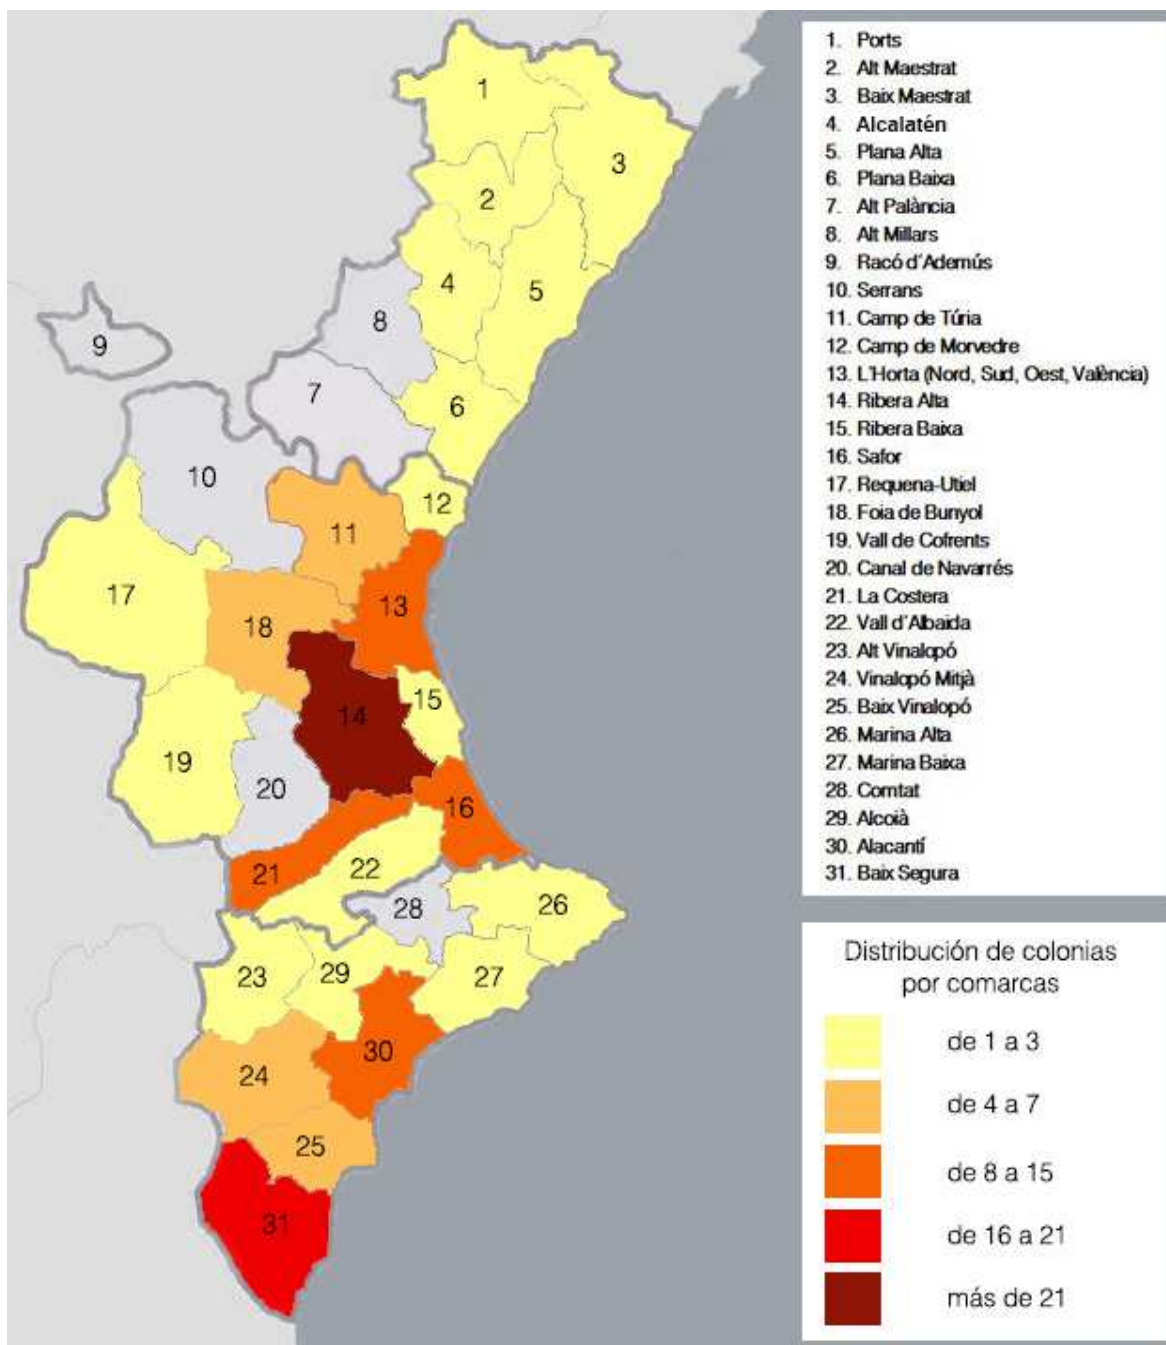 1
3
2
4
5
8
9
7
6
10
12
11
17
13
18
15
14
19
20
16
21
22
28
26
23
29
27
30
24
25
31
1. Ports
2. Alt Maestrat
3. Baix Maestrat
4. Alcalatén
5. Plana Alta
6. Plana Baixa
7. Alt Palància
8. Alt Millars
9. Racó d'Ademús
10. Serrans
11. Camp de Túria
12. Camp de Morvedre
13. L'Horta (Nord, Sud, Oest, València)
14. Ribera Alta
15. Ribera Baixa
16. Safor
17. Requena-Utiel
18. Foia de Bunyol
19. Vall de Cofrents
20. Canal de Navarrés
21. La Costera
22. Vall d'Albaida
23. Alt Vinalopó
24. Vinalopó Mitjà
25. Baix Vinalopó
26. Marina Alta
27. Marina Baixa
28. Comtat
29. Alcoià
30. Alacantí
31. Baix Segura
Distribución de colonias
por comarcas
de 1 a 3
de 4 a 7
de 8 a 15
de 16 a 21
más de 21